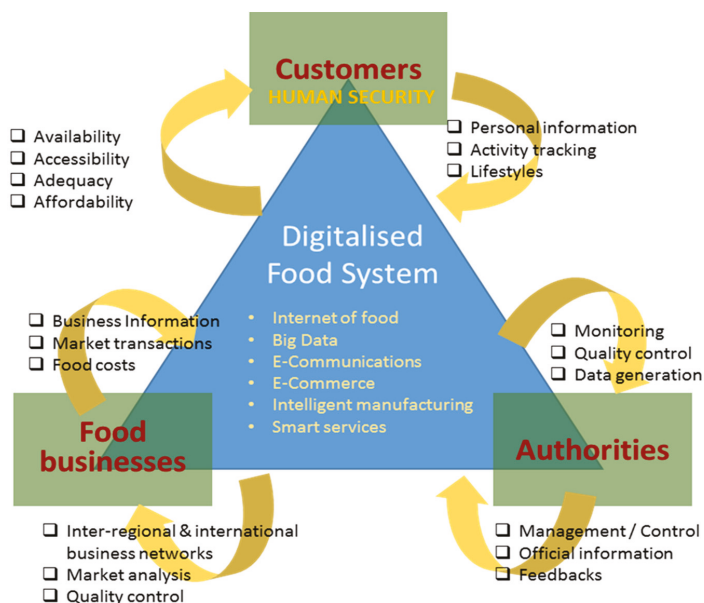 Customers
HUMAN SECURITY
❑ Availability
❑ Accessibility
❑ Adequacy
❑ Affordability
❑ Personal information
❑ Activity tracking
❑ Lifestyles
Digitalised
Food System
• Internet of food
• Big Data
• E-Communications
• E-Commerce
• Intelligent manufacturing
• Smart services
❑ Business Information
❑ Market transactions
❑ Food costs
❑ Monitoring
❑ Quality control
❑ Data generation
Food
businesses
Authorities
❑ Inter-regional & international
business networks
❑ Market analysis
❑ Quality control
❑ Management / Control
❑ Official information
❑ Feedbacks